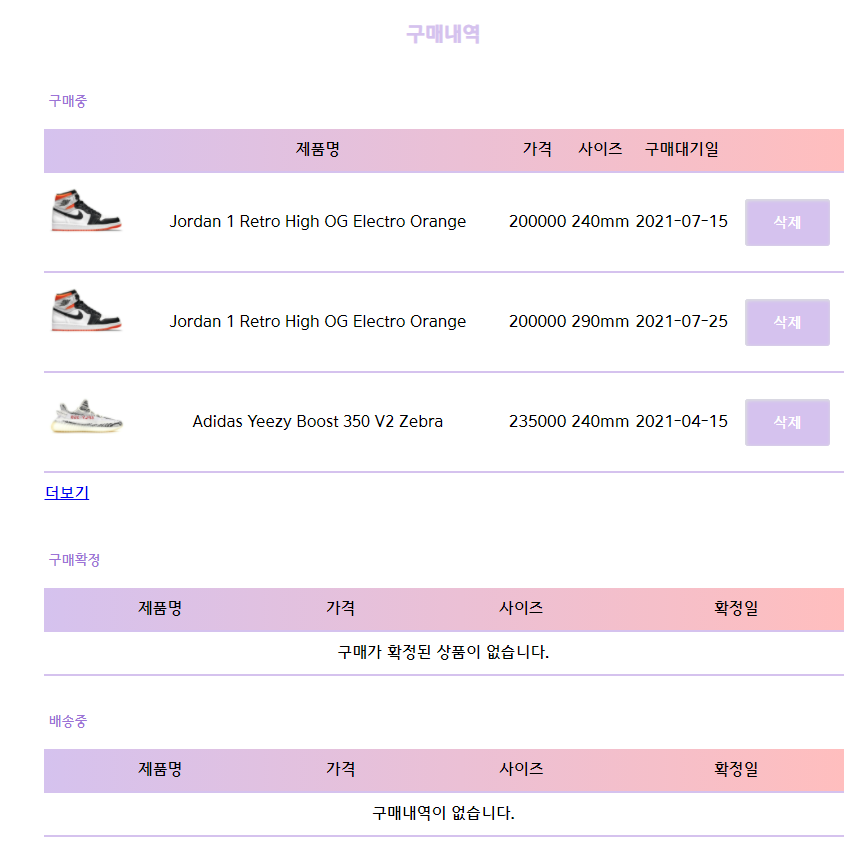 구매내역
구매중
제품명 가격 사이즈 구매대기일
Jordan 1 Retro High OG Electro Orange 200000 240mm 2021-07-15 삭제
Jordan 1 Retro High OG Electro Orange 200000 290mm 2021-07-25 삭제
Adidas Yeezy Boost 350 V2 Zebra 235000 240mm 2021-04-15 삭제
더보기
구매확정
제품명 가격 사이즈 확정일
구매가 확정된 상품이 없습니다.
배송중
제품명 가격 사이즈 확정일
구매내역이 없습니다.